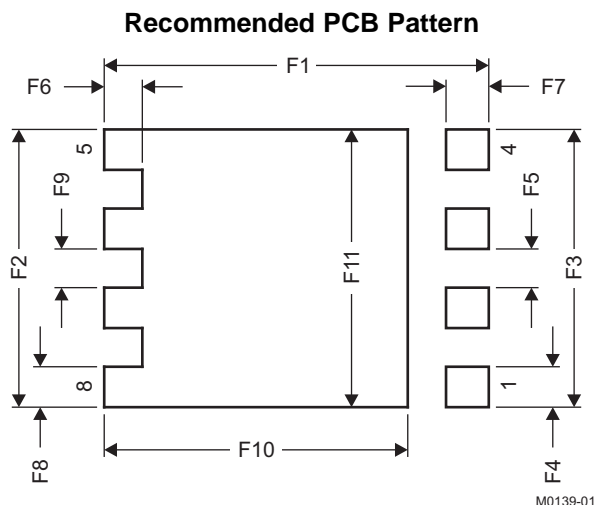 Recommended PCB Pattern
F1
F6
F7
5
4
F9
F5
F2
F11
F3
8
1
F10
F8
F4
M0139-01